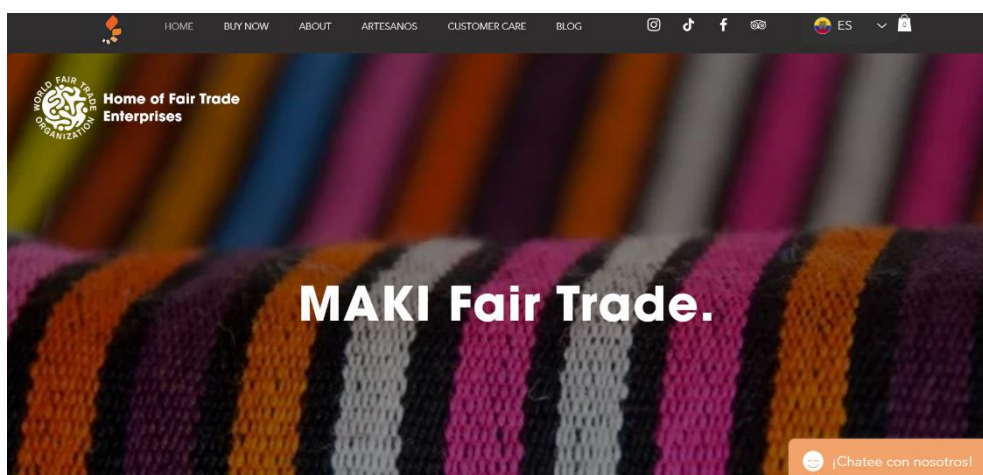 HOME BUY NOW ABOUT ARTESANOS CUSTOMER CARE BLOG ES 0
WORLD FAIR TRADE ORGANIZATION
Home of Fair Trade
Enterprises
MAKI Fair Trade.
¡Chatee con nosotros!